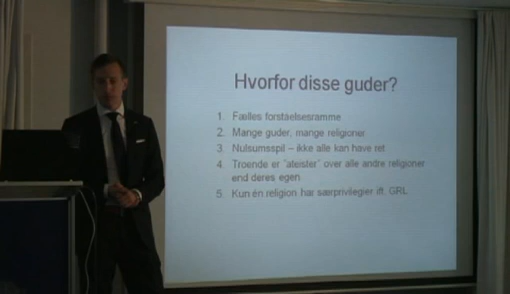 Hvorfor disse guder?
1. Fælles forståelsesramme
2. Mange guder, mange religioner
3. Nulsumsspil – ikke alle kan have ret
4. Troende er "ateister" over alle andre religioner
end deres egen.
5. Kun én religion har særprivilegier ift. GRL